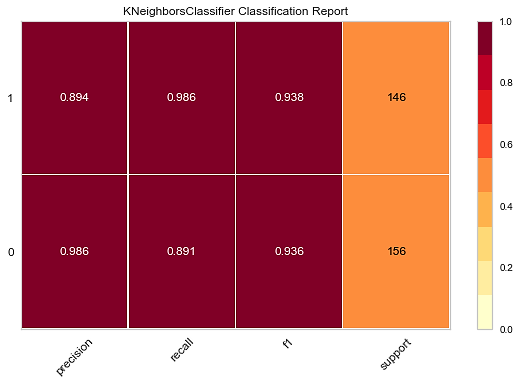 KNeighborsClassifier Classification Report
1 0.894 0.986 0.938 146
0 0.986 0.891 0.936 156
precision recall f1 support
1.0
0.8
0.6
0.4
0.2
0.0